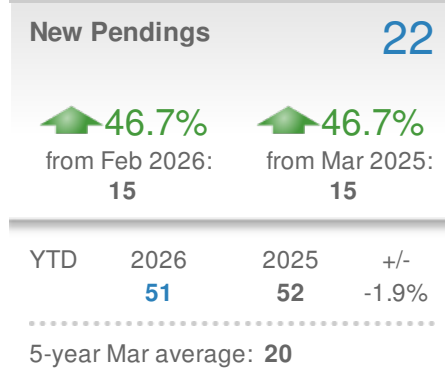 New Pendings 22
46.7% 46.7%
from Feb 2026: from Mar 2025:
15 15
YTD 2026 2025 +/-
51 52 -1.9%
5-year Mar average: 20